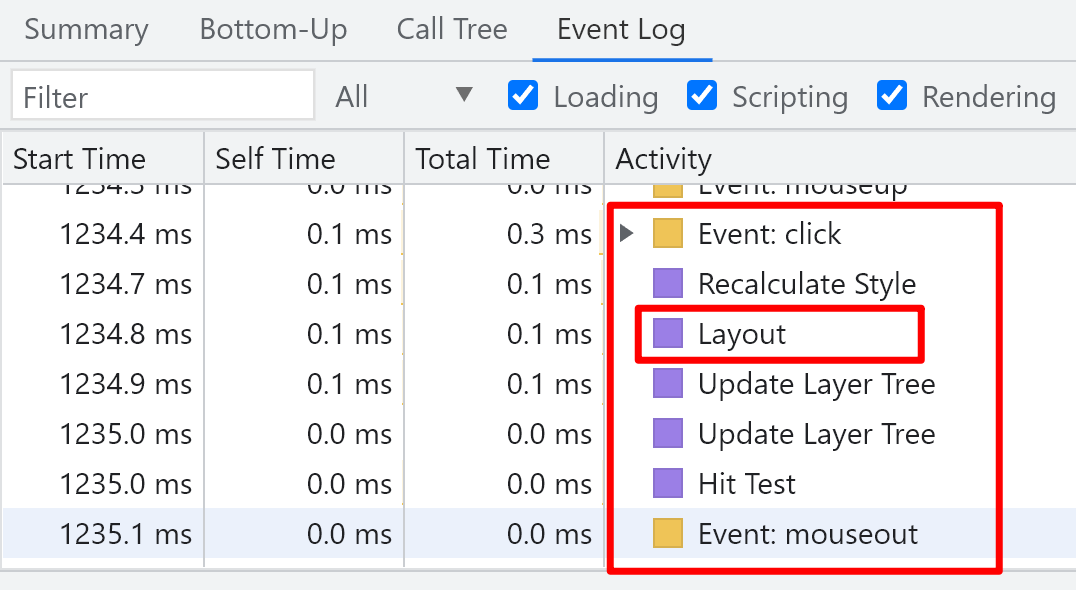 Summary Bottom-Up Call Tree Event Log
Filter All ▼ Loading Scripting Rendering
Start Time Self Time Total Time Activity
1234.3 ms 0.0 ms 0.0 ms Event: mouseup
1234.4 ms 0.1 ms 0.3 ms Event: click
1234.7 ms 0.1 ms 0.1 ms Recalculate Style
1234.8 ms 0.1 ms 0.1 ms Layout
1234.9 ms 0.1 ms 0.1 ms Update Layer Tree
1235.0 ms 0.0 ms 0.0 ms Update Layer Tree
1235.0 ms 0.0 ms 0.0 ms Hit Test
1235.1 ms 0.0 ms 0.0 ms Event: mouseout